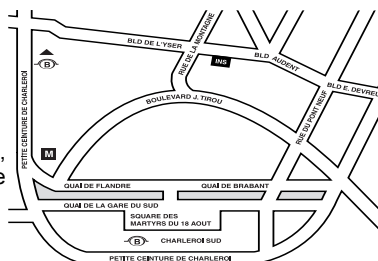 BLD DE L'YSER
RUE DE LA MONTAGNE
INS
BLD AUDENT
BLD E. DEVREU
B
PETITE CEINTURE DE CHARLEROI
BOULEVARD J. TIROU
RUE DU PONT NEUF
M
,
e
QUAI DE FLANDRE
QUAI DE BRABANT
QUAI DE LA GARE DU SUD
SQUARE DES
MARTYRS DU 18 AOUT
B
CHARLEROI SUD
PETITE CEINTURE DE CHARLEROI